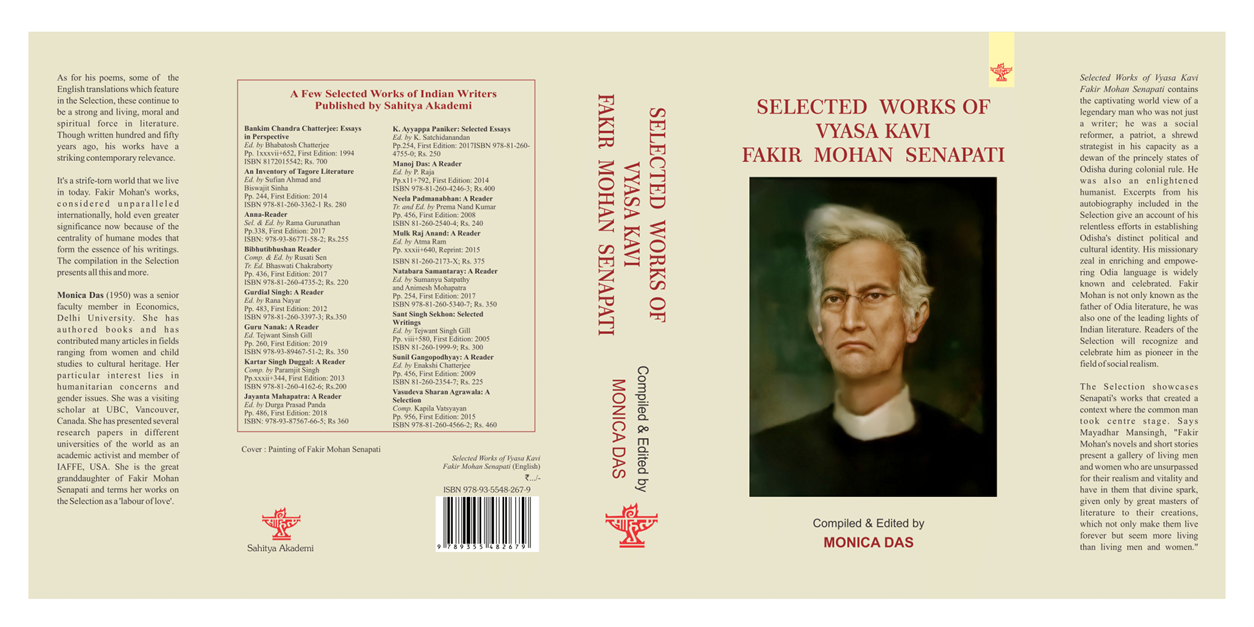 As for his poems, some of the
English translations which feature
in the Selection, these continue to
be a strong and living, moral and
spiritual force in literature.
Though written hundred and fifty
years ago, his works have a
striking contemporary relevance.
It's a strife-torn world that we live
in today. Fakir Mohan's works,
considered unparalleled
internationally, hold even greater
significance now because of the
centrality of humane modes that
form the essence of his writings.
The compilation in the Selection
presents all this and more.
Monica Das (1950) was a senior
faculty member in Economics,
Delhi University. She has
authored books and has
contributed many articles in fields
ranging from women and child
studies to cultural heritage. Her
particular interest lies in
humanitarian concerns and
gender issues. She was a visiting
scholar at UBC, Vancouver,
Canada. She has presented several
research papers in different
universities of the world as an
academic activist and member of
IAFFE, USA. She is the great
granddaughter of Fakir Mohan
Senapati and terms her works on
the Selection as a 'labour of love'.
A Few Selected Works of Indian Writers
Published by Sahitya Akademi
Bankim Chandra Chatterjee: Essays
in Perspective
Ed. by Bhabatosh Chatterjee
Pp. 1xxxvii+652, First Edition: 1994
ISBN 8172015542; Rs. 700
An Inventory of Tagore Literature
Ed. by Sufian Ahmad and
Biswajit Sinha
Pp. 244, First Edition: 2014
ISBN 978-81-260-3362-1 Rs. 280
Anna-Reader
Sel. & Ed. by Rama Gurunathan
Pp.338, First Edition: 2017
ISBN: 978-93-86771-58-2; Rs.255
Bibhutibhushan Reader
Comp. & Ed. by Rusati Sen
Tr. Ed. Bhaswati Chakraborty
Pp. 436, First Edition: 2017
ISBN 978-81-260-4735-2; Rs. 220
Gurdial Singh: A Reader
Ed. by Rana Nayar
Pp. 483, First Edition: 2012
ISBN 978-81-260-3397-3; Rs.350
Guru Nanak: A Reader
Ed. Tejwant Sinsh Gill
Pp. 260, First Edition: 2019
ISBN 978-93-89467-51-2; Rs. 350
Kartar Singh Duggal: A Reader
Comp. by Paramjit Singh
Pp.xxxii+344, First Edition: 2013
ISBN 978-81-260-4162-6; Rs.200
Jayanta Mahapatra: A Reader
Ed. by Durga Prasad Panda
Pp. 486, First Edition: 2018
ISBN: 978-93-87567-66-5; Rs 360
K. Ayyappa Paniker: Selected Essays
Ed. by K. Satchidanandan
Pp.254, First Edition: 2017ISBN 978-81-260-
4755-0; Rs. 250
Manoj Das: A Reader
Ed. by P. Raja
Pp.x11+792, First Edition: 2014
ISBN 978-81-260-4246-3; Rs.400
Neela Padmanabhan: A Reader
Tr. and Ed. by Prema Nand Kumar
Pp. 456, First Edition: 2008
ISBN 81-260-2540-4; Rs. 240
Mulk Raj Anand: A Reader
Ed. by Atma Ram
Pp. xxxii+640, Reprint: 2015
ISBN 81-260-2173-X; Rs. 375
Natabara Samantaray: A Reader
Ed. by Sumanyu Satpathy
and Animesh Mohapatra
Pp. 254, First Edition: 2017
ISBN 978-81-260-5340-7; Rs. 350
Sant Singh Sekhon: Selected
Writings
Ed. by Tejwant Singh Gill
Pp. viii+580, First Edition: 2005
ISBN 81-260-1999-9; Rs. 300
Sunil Gangopodhyay: A Reader
Ed. by Enakshi Chatterjee
Pp. 456, First Edition: 2009
ISBN 81-260-2354-7; Rs. 225
Vasudeva Sharan Agrawala: A
Selection
Comp. Kapila Vatsyayan
Pp. 956, First Edition: 2015
ISBN 978-81-260-4566-2; Rs. 460
Cover : Painting of Fakir Mohan Senapati
Selected Works of Vyasa Kavi
Fakir Mohan Senapati (English)
₹.../-
ISBN 978-93-5548-267-9
9 789355 482679
Sahitya Akademi
SELECTED WORKS OF
VYASA KAVI
FAKIR MOHAN SENAPATI
Compiled & Edited by
MONICA DAS
SELECTED WORKS OF
VYASA KAVI
FAKIR MOHAN SENAPATI
Compiled & Edited by
MONICA DAS
Selected Works of Vyasa Kavi
Fakir Mohan Senapati contains
the captivating world view of a
legendary man who was not just
a writer; he was a social
reformer, a patriot, a shrewd
strategist in his capacity as a
dewan of the princely states of
Odisha during colonial rule. He
was also an enlightened
humanist. Excerpts from his
autobiography included in the
Selection give an account of his
relentless efforts in establishing
Odisha's distinct political and
cultural identity. His missionary
zeal in enriching and empowe-
ring Odia language is widely
known and celebrated. Fakir
Mohan is not only known as the
father of Odia literature, he was
also one of the leading lights of
Indian literature. Readers of the
Selection will recognize and
celebrate him as pioneer in the
field of social realism.
The Selection showcases
Senapati's works that created a
context where the common man
took centre stage. Says
Mayadhar Mansingh, "Fakir
Mohan's novels and short stories
present a gallery of living men
and women who are unsurpassed
for their realism and vitality and
have in them that divine spark,
given only by great masters of
literature to their creations,
which not only make them live
forever but seem more living
than living men and women."